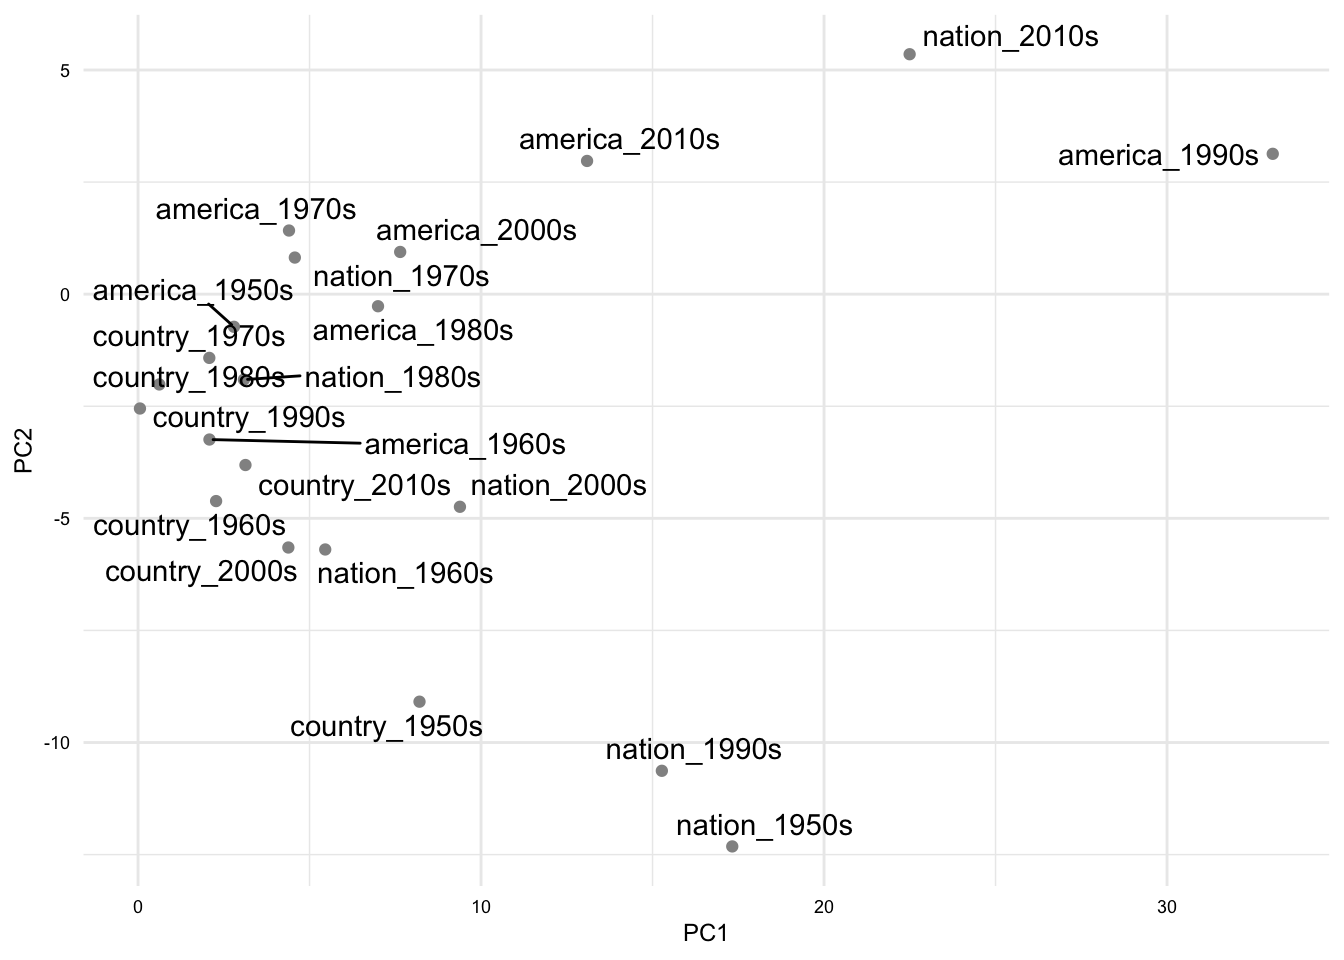 nation_2010s
5
america_2010s
america_1990s
america_1970s
america_2000s
nation_1970s
america_1950s
0
america_1980s
country_1970s
country_1980s
nation_1980s
country_1990s
america_1960s
PC2
country_2010s
nation_2000s
-5
country_1960s
country_2000s
nation_1960s
country_1950s
-10
nation_1990s
nation_1950s
0
10
20
30
PC1